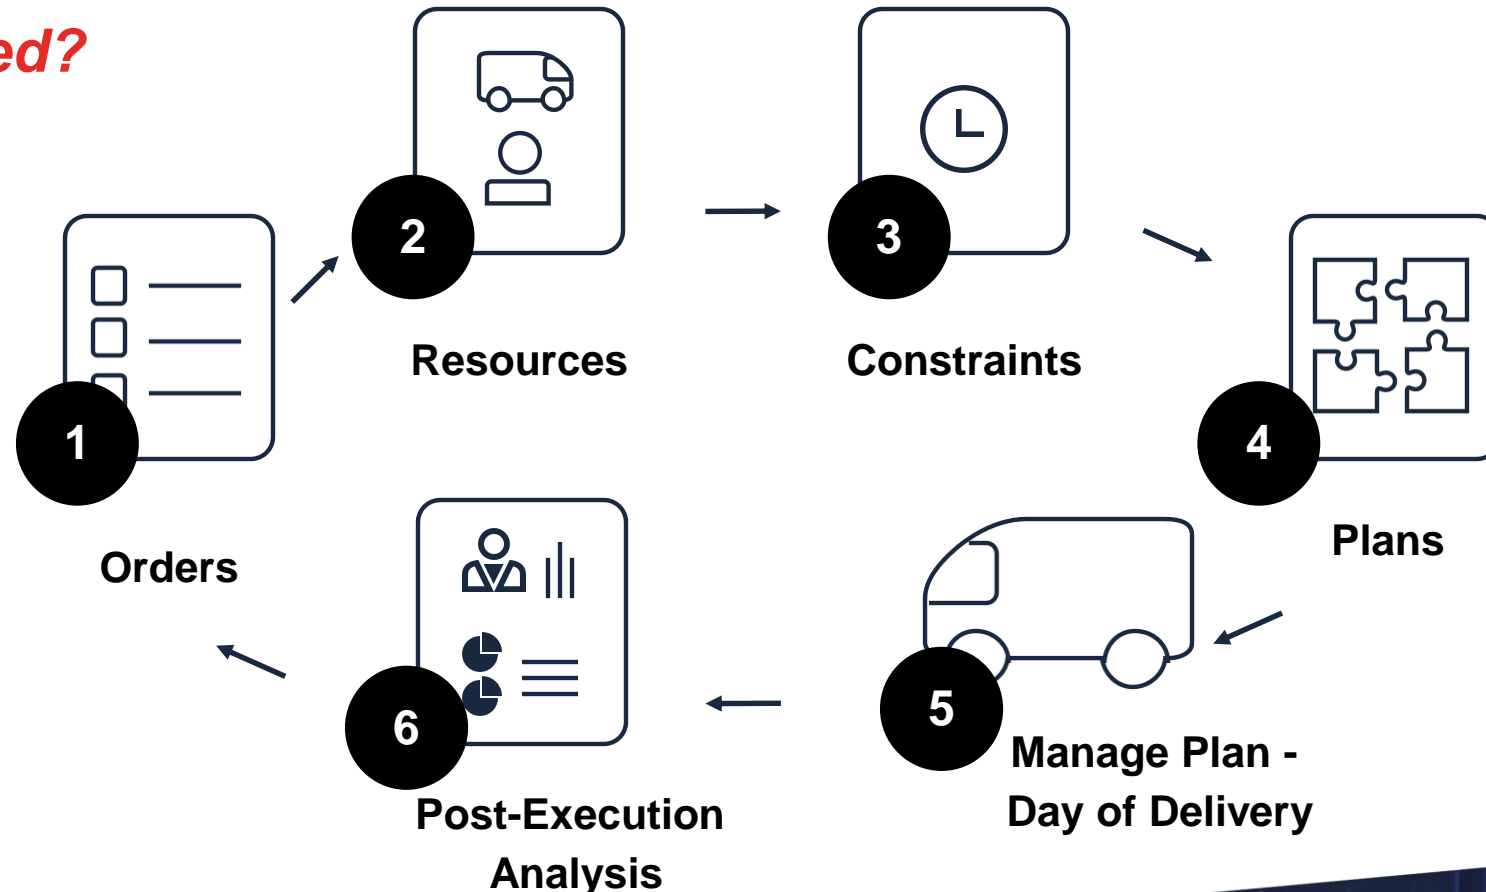 ed?
1
Orders
2
Resources
3
Constraints
4
Plans
5
Manage Plan -
Day of Delivery
6
Post-Execution
Analysis